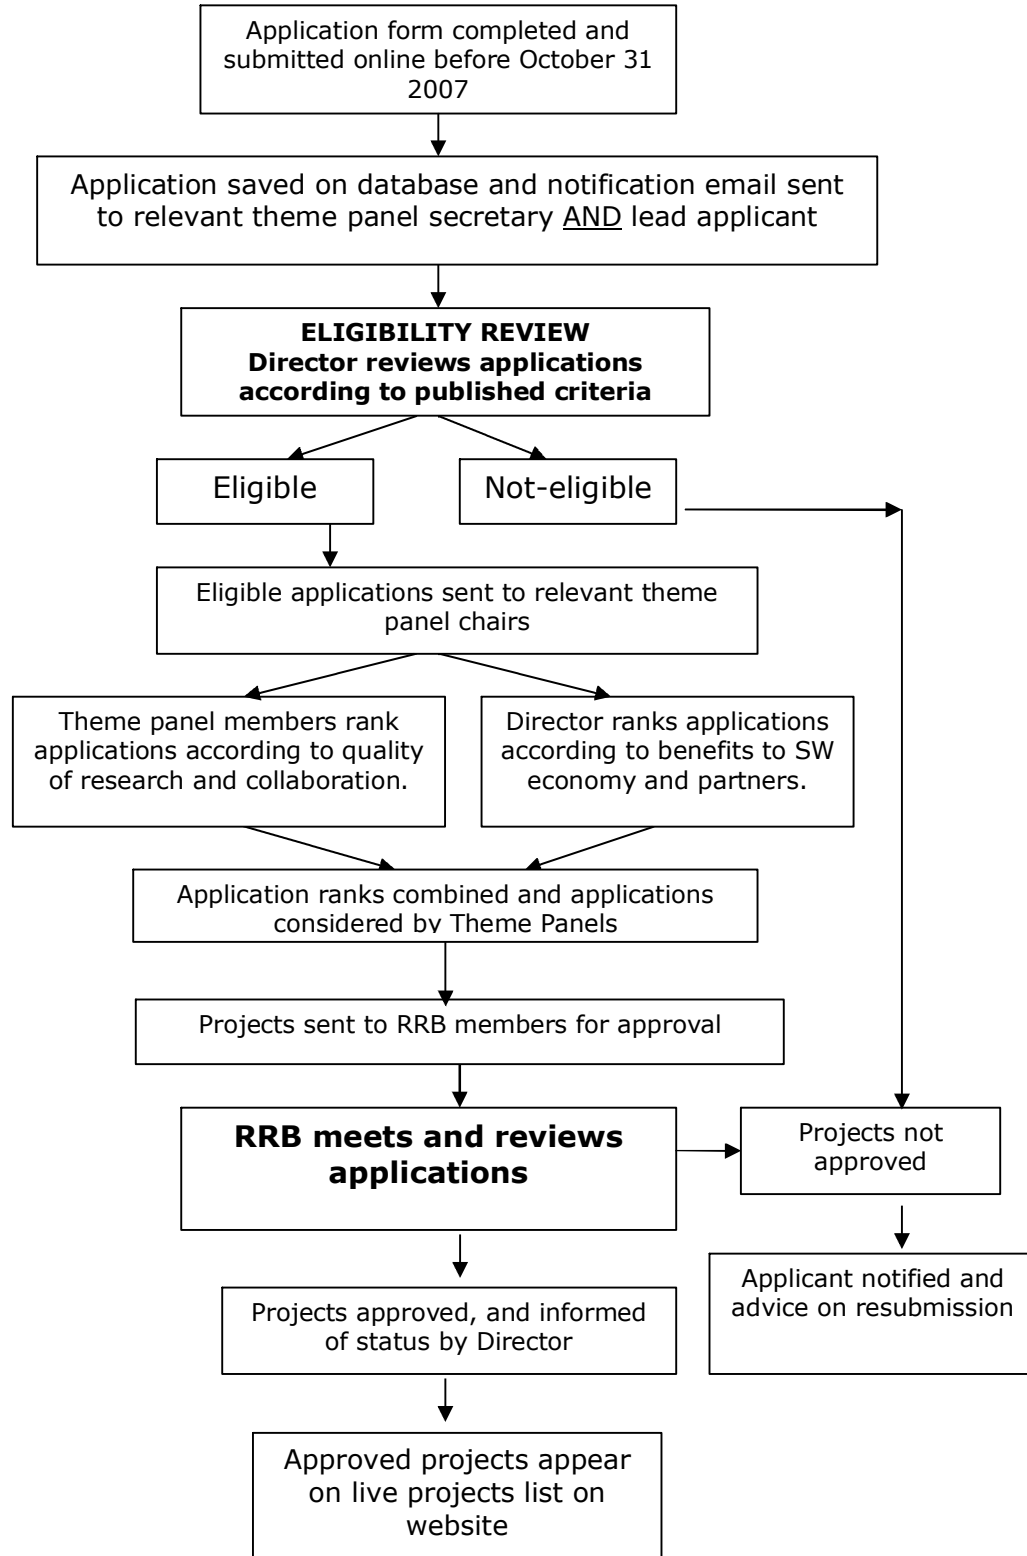 Application form completed and
submitted online before October 31
2007
Application saved on database and notification email sent
to relevant theme panel secretary AND lead applicant
ELIGIBILITY REVIEW
Director reviews applications
according to published criteria
Eligible
Not-eligible
Eligible applications sent to relevant theme
panel chairs
Theme panel members rank
applications according to quality
of research and collaboration.
Director ranks applications
according to benefits to SW
economy and partners.
Application ranks combined and applications
considered by Theme Panels
Projects sent to RRB members for approval
RRB meets and reviews
applications
Projects not
approved
Applicant notified and
advice on resubmission
Projects approved, and informed
of status by Director
Approved projects appear
on live projects list on
website